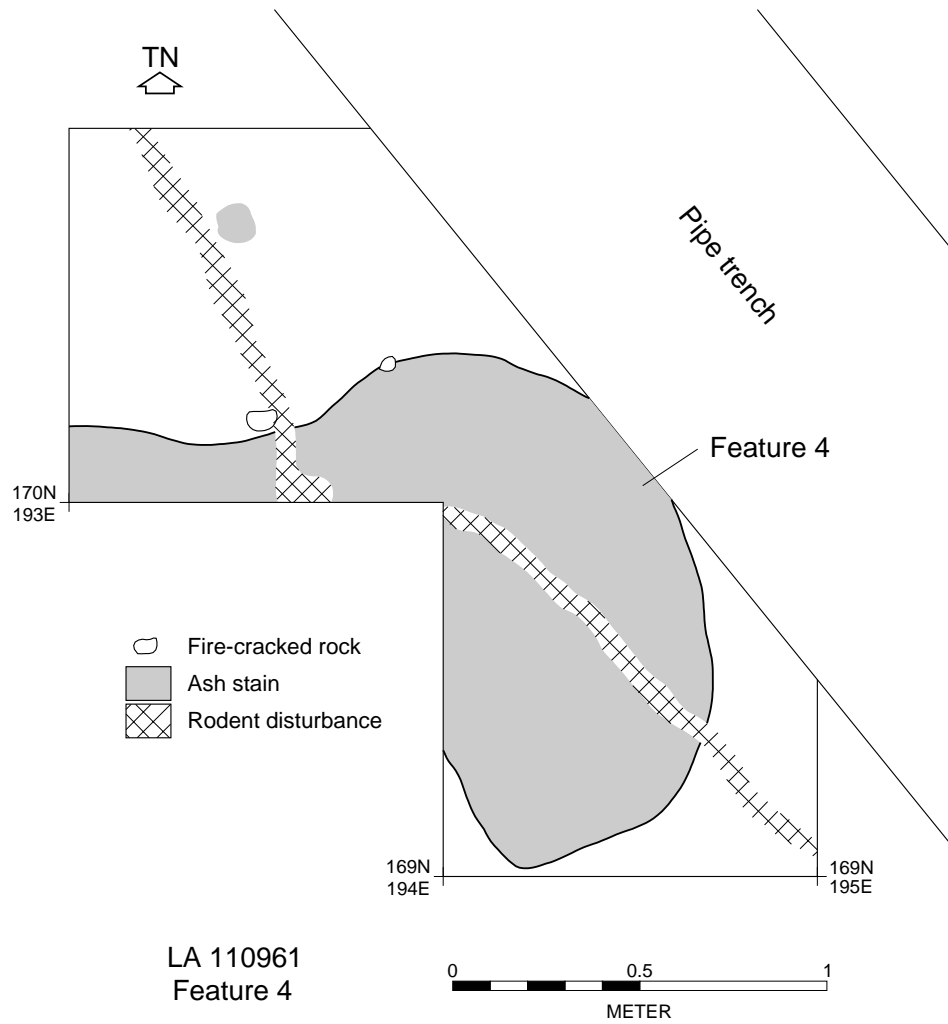 TN
Pipe trench
Feature 4
170N
193E
Fire-cracked rock
Ash stain
Rodent disturbance
169N
194E
169N
195E
LA 110961
Feature 4
0 0.5 1
METER